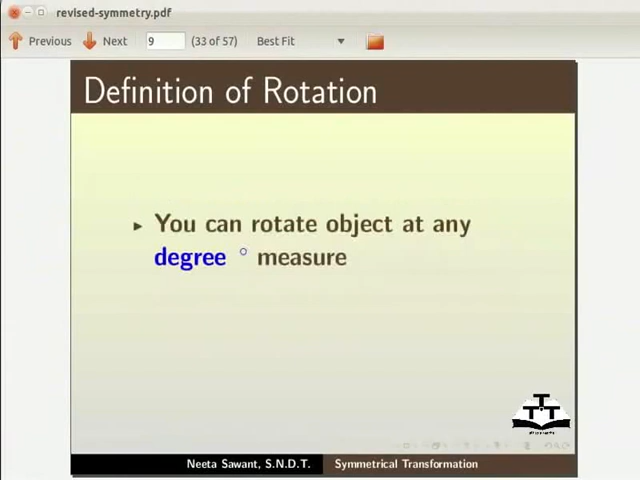 revised-symmetry.pdf
Previous Next 9 (33 of 57) Best Fit
Definition of Rotation
▸ You can rotate object at any
degree ° measure
TTT
Neeta Sawant, S.N.D.T. Symmetrical Transformation